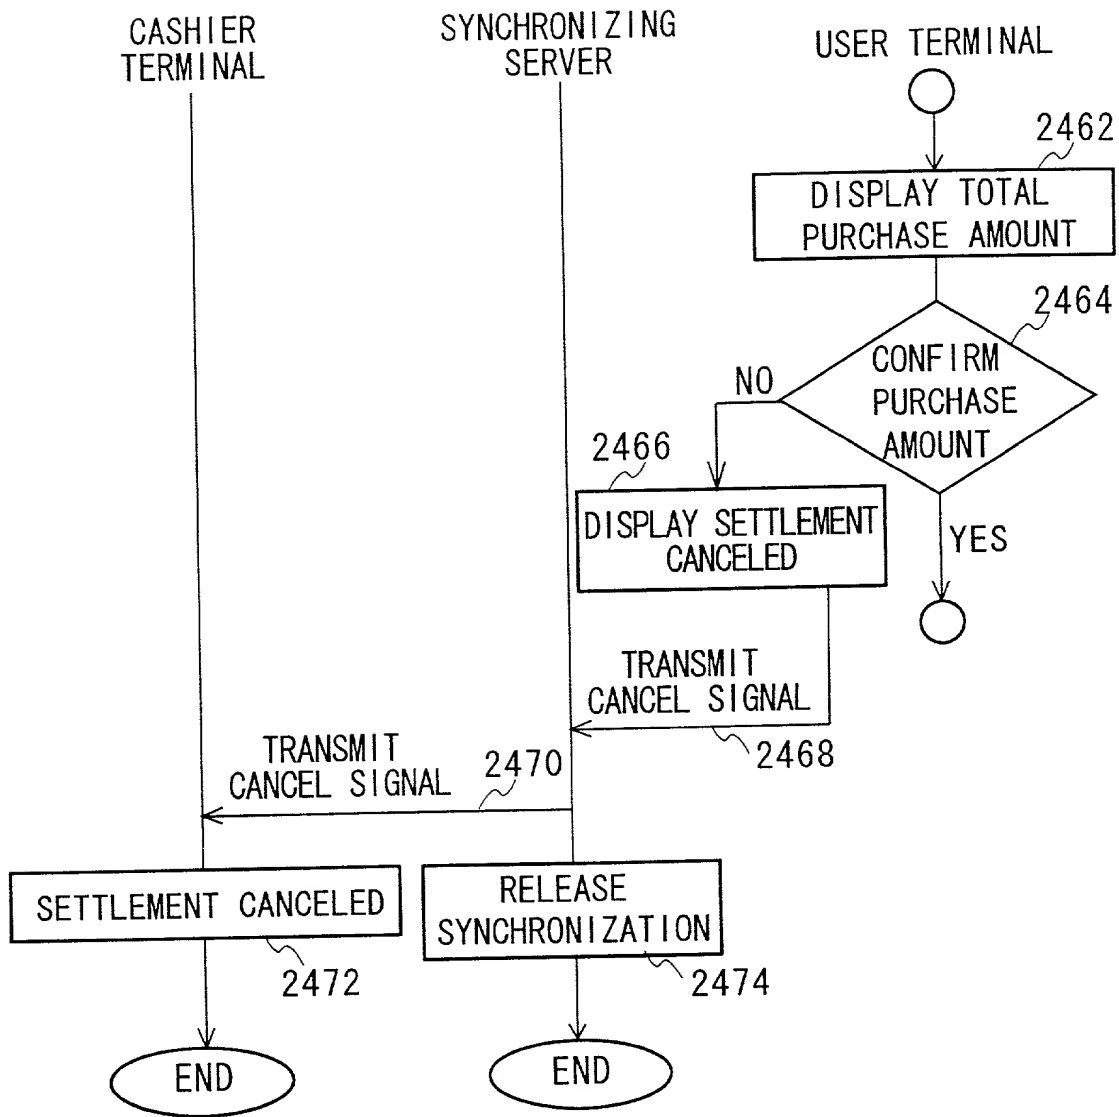 CASHIER
TERMINAL
SYNCHRONIZING
SERVER
USER TERMINAL
2462
DISPLAY TOTAL
PURCHASE AMOUNT
2464
CONFIRM
PURCHASE
AMOUNT
NO
YES
2466
DISPLAY SETTLEMENT
CANCELED
TRANSMIT
CANCEL SIGNAL
2468
TRANSMIT
CANCEL SIGNAL
2470
SETTLEMENT CANCELED
2472
RELEASE
SYNCHRONIZATION
2474
END
END